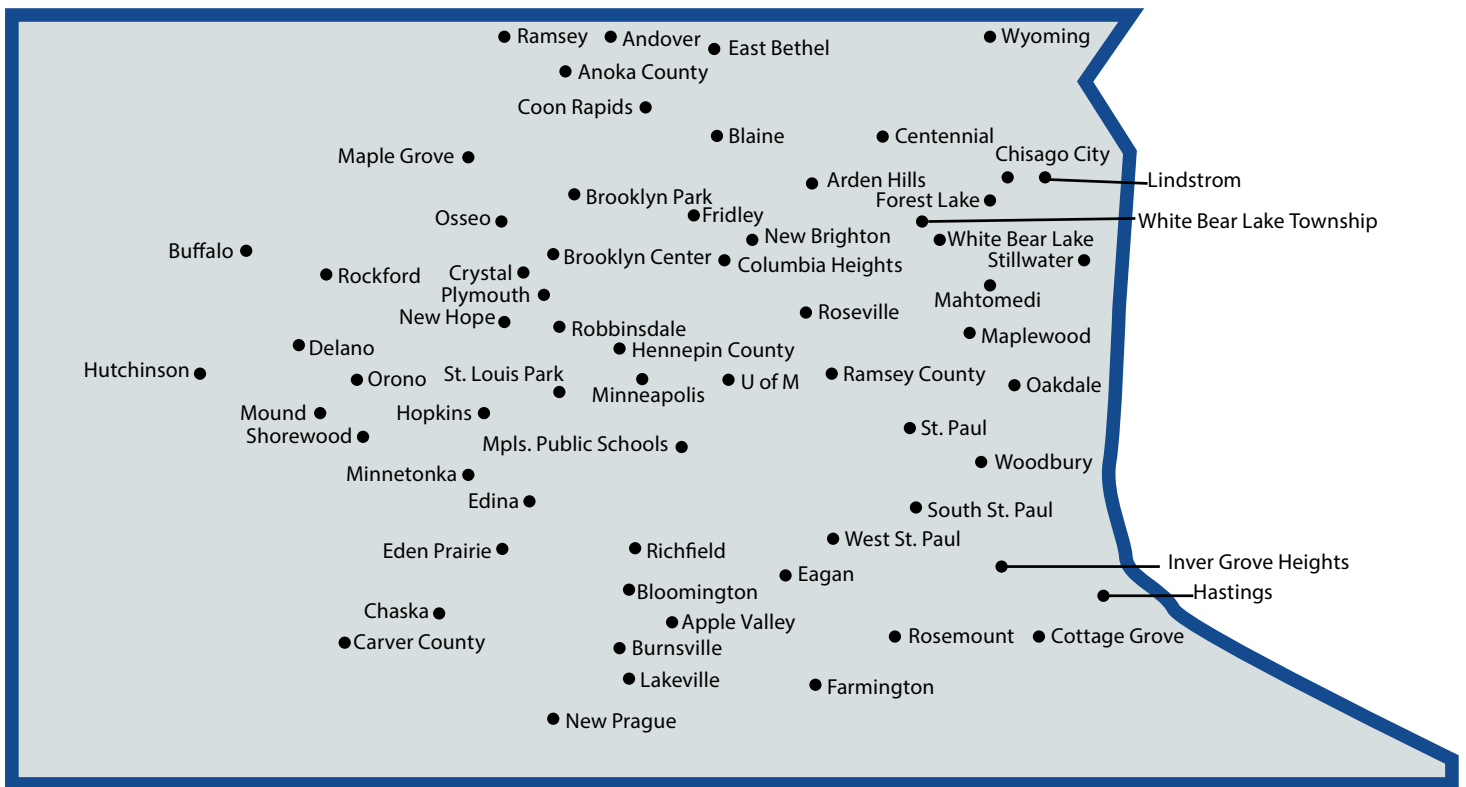 Ramsey
Andover
East Bethel
Wyoming
Anoka County
Coon Rapids
Blaine
Centennial
Maple Grove
Chisago City
Arden Hills
Lindstrom
Brooklyn Park
Forest Lake
Osseo
Fridley
White Bear Lake Township
New Brighton
White Bear Lake
Buffalo
Brooklyn Center
Columbia Heights
Stillwater
Rockford
Crystal
Plymouth
Mahtomedi
New Hope
Roseville
Robbinsdale
Maplewood
Delano
Hennepin County
Hutchinson
Orono
St. Louis Park
Minneapolis
U of M
Ramsey County
Oakdale
Mound
Hopkins
Shorewood
Mpls. Public Schools
St. Paul
Minnetonka
Woodbury
Edina
South St. Paul
Eden Prairie
Richfield
West St. Paul
Inver Grove Heights
Eagan
Bloomington
Hastings
Chaska
Apple Valley
Carver County
Burnsville
Rosemount
Cottage Grove
Lakeville
Farmington
New Prague